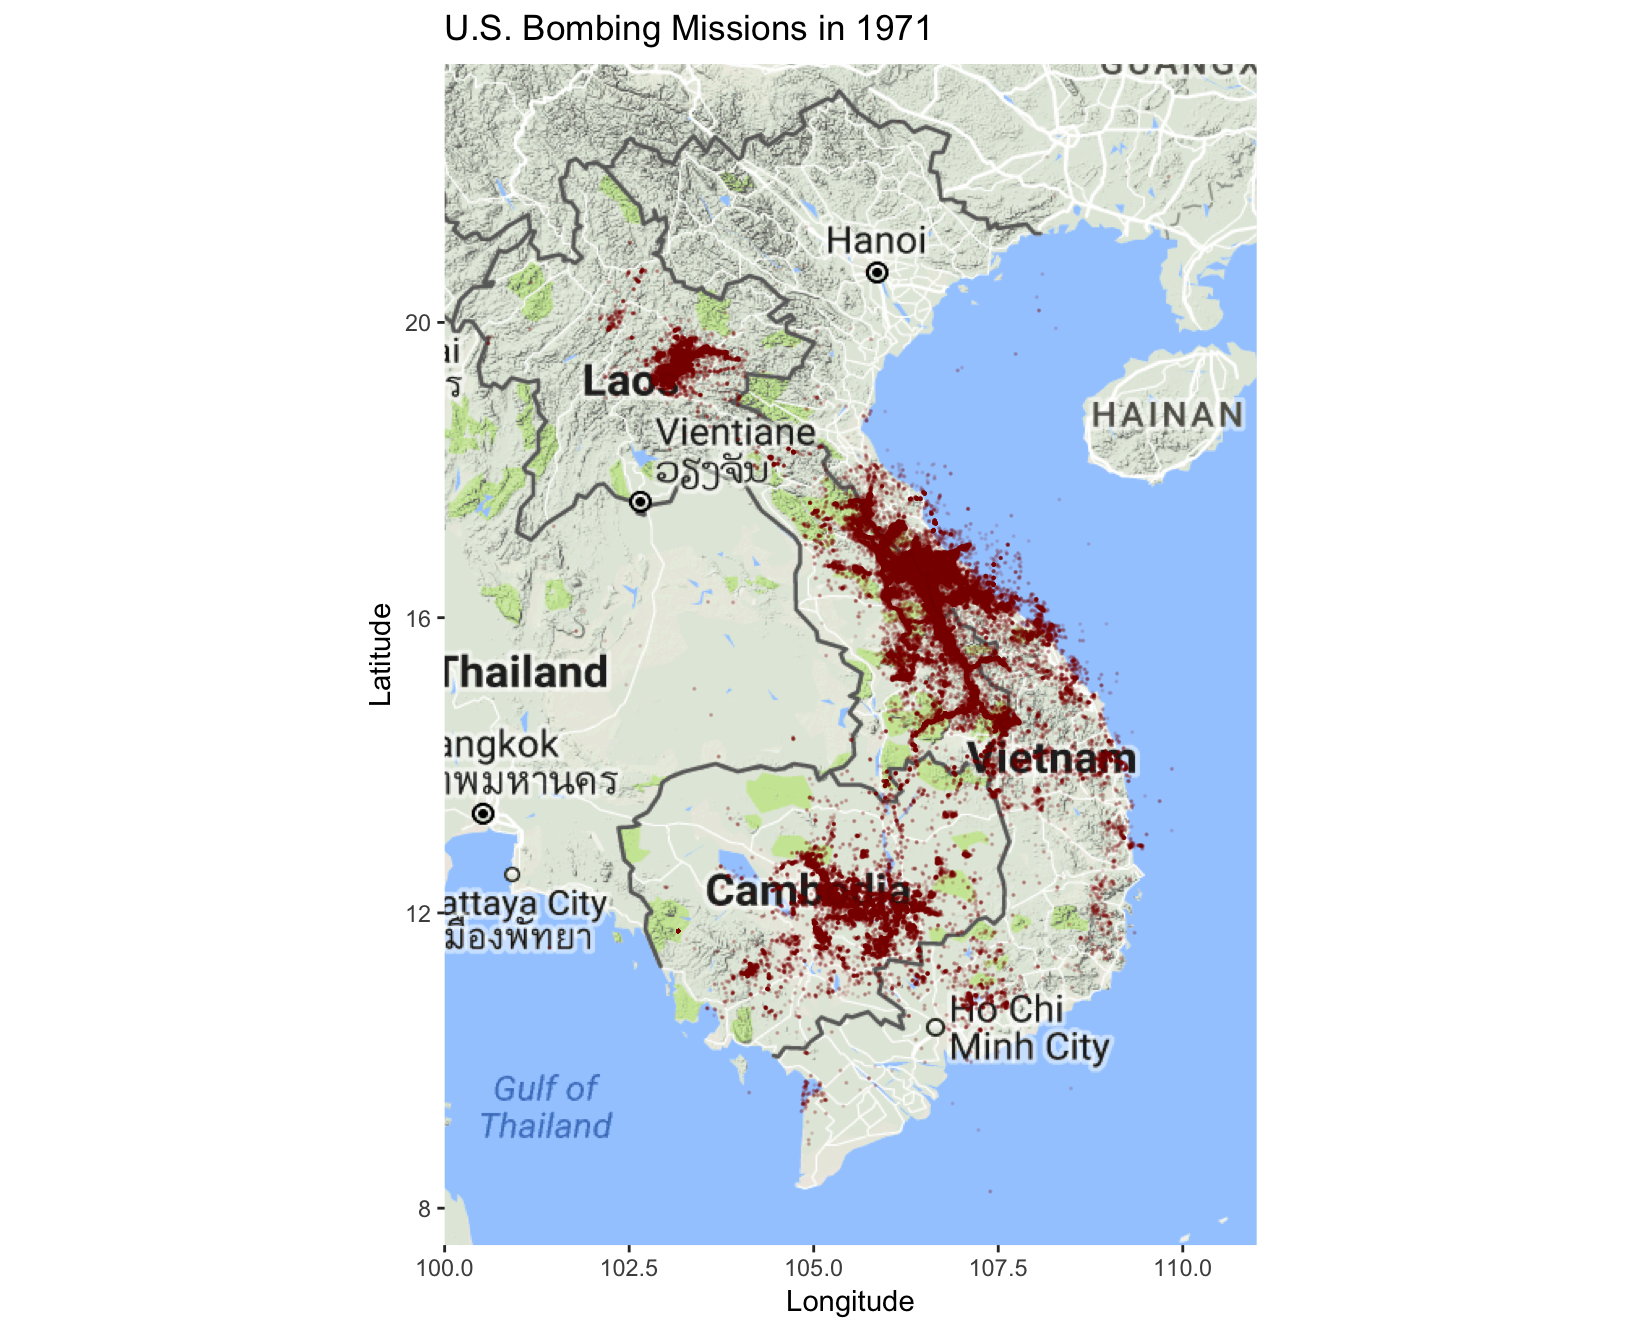 U.S. Bombing Missions in 1971
GUANGX
Hanoi
20
ai
ร
Laos
HAINAN
Vientiane
ວຽງຈັນ
16
Latitude
Thailand
angkok
าพมหานคร
Vietnam
Cambodia
12
attaya City
มืองพัทยา
Ho Chi
Minh City
Gulf of
Thailand
8
100.0
102.5
105.0
107.5
110.0
Longitude